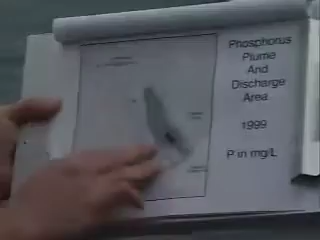 Phosphorus
Plume
And
Discharge
Area
1999
P in mg/L